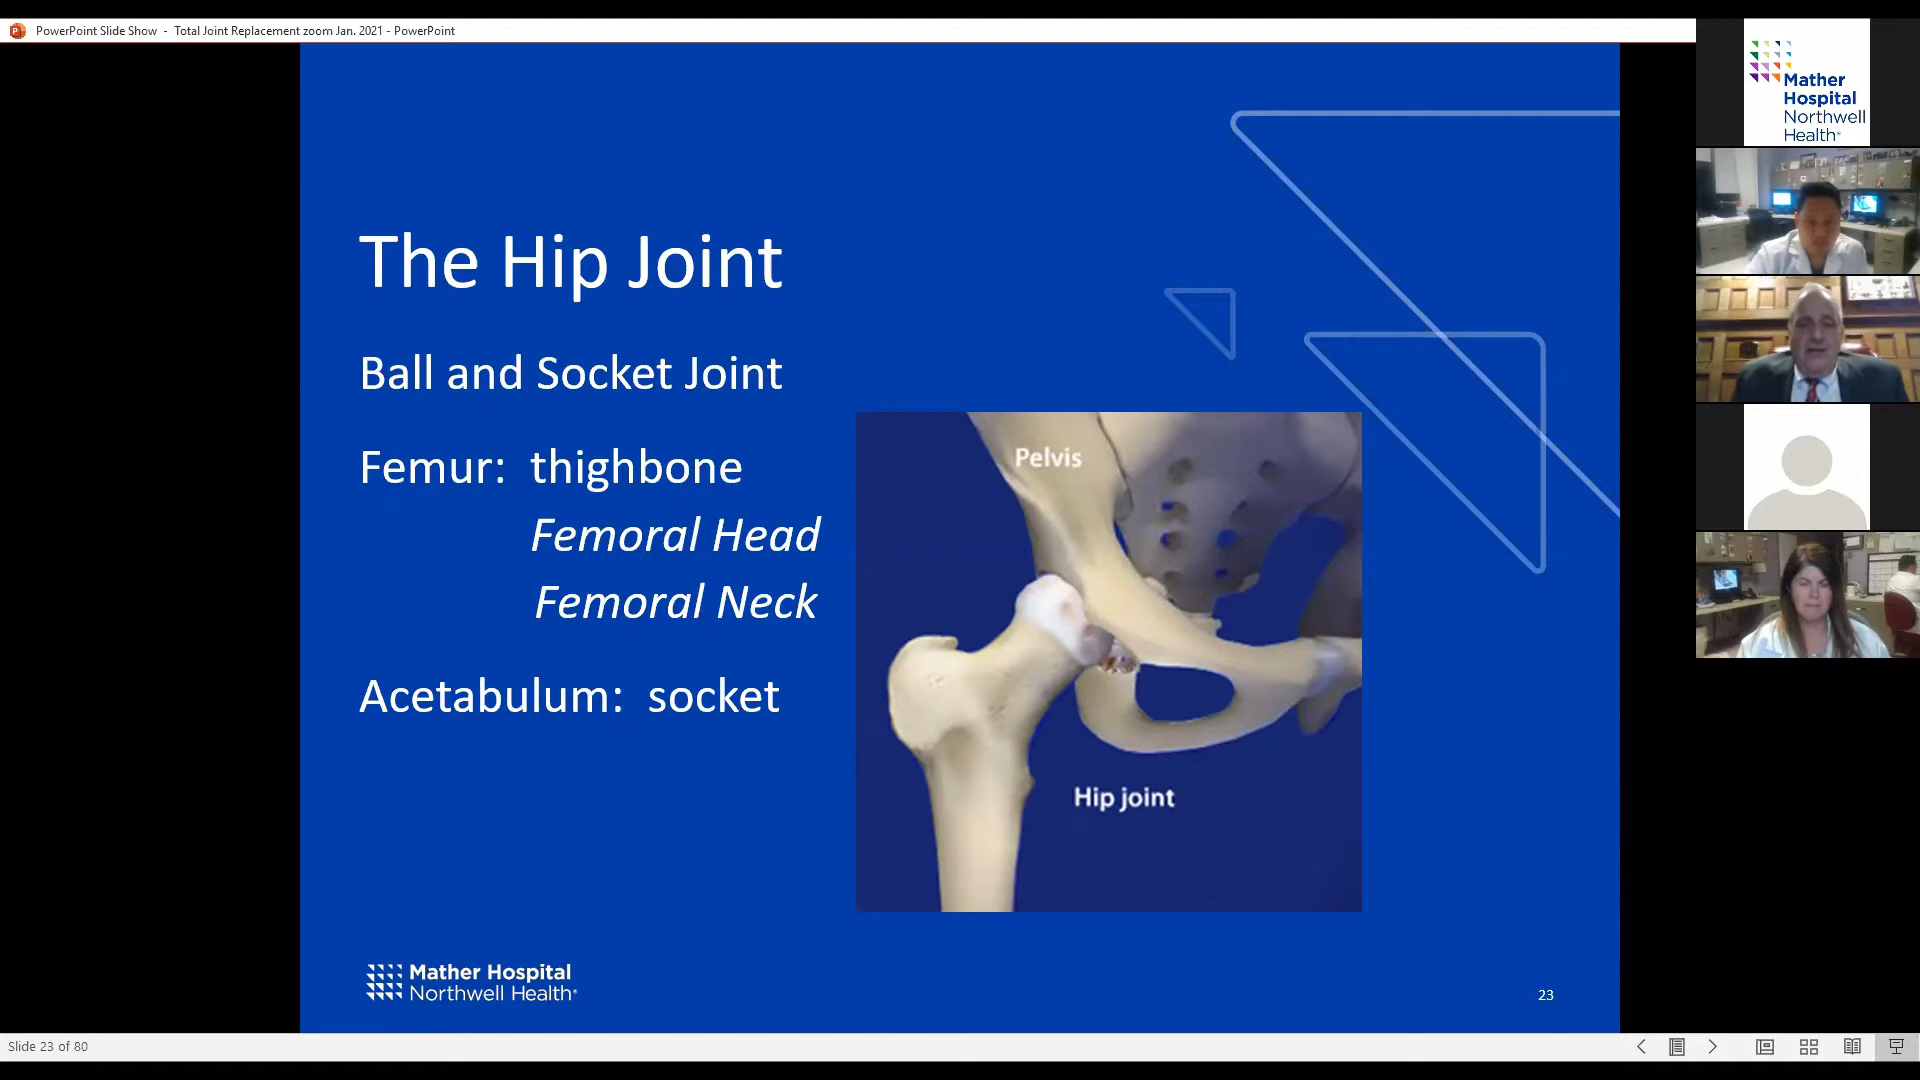 PowerPoint Slide Show - Total Joint Replacement zoom Jan. 2021 - PowerPoint
Mather
Hospital
Northwell
Health®
The Hip Joint
Ball and Socket Joint
Femur: thighbone
Femoral Head
Femoral Neck
Acetabulum: socket
Pelvis
Hip joint
Mather Hospital
Northwell Health®
23
Slide 23 of 80